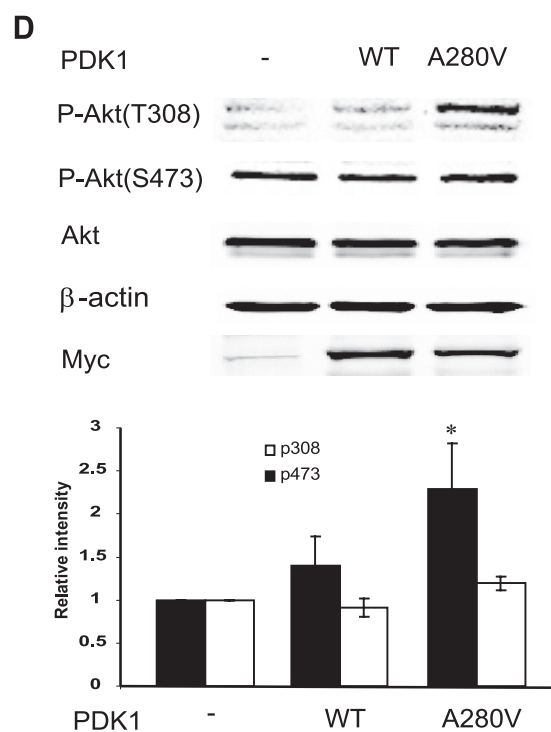 D
PDK1 - WT A280V
P-Akt(T308)
P-Akt(S473)
Akt
β-actin
Myc
3
2.5
2
1.5
1
0.5
0
Relative intensity
p308
p473
*
PDK1 - WT A280V